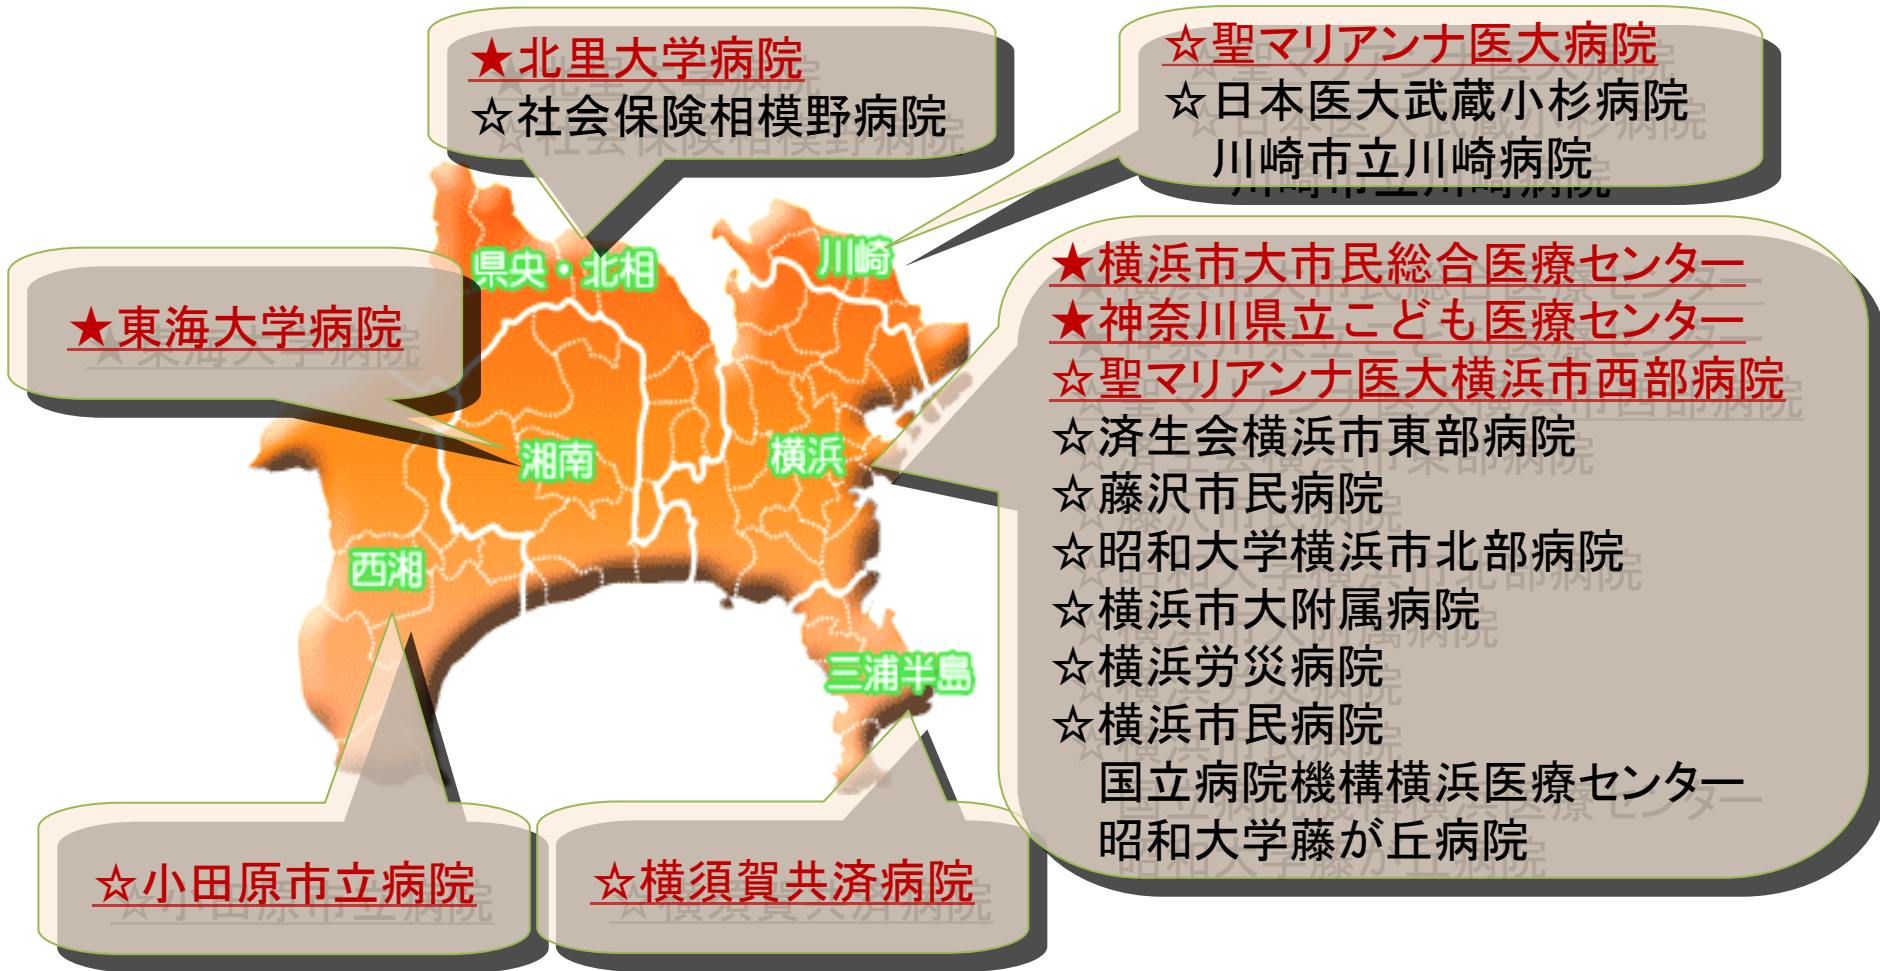 ★北里大学病院
☆社会保険相模野病院
☆聖マリアンナ医大病院
☆日本医大武蔵小杉病院
川崎市立川崎病院
★東海大学病院
県央・北相
川崎
湘南
横浜
西湘
三浦半島
★横浜市大市民総合医療センター
★神奈川県立こども医療センター
☆聖マリアンナ医大横浜市西部病院
☆済生会横浜市東部病院
☆藤沢市民病院
☆昭和大学横浜市北部病院
☆横浜市大附属病院
☆横浜労災病院
☆横浜市民病院
国立病院機構横浜医療センター
昭和大学藤が丘病院
☆小田原市立病院
☆横須賀共済病院